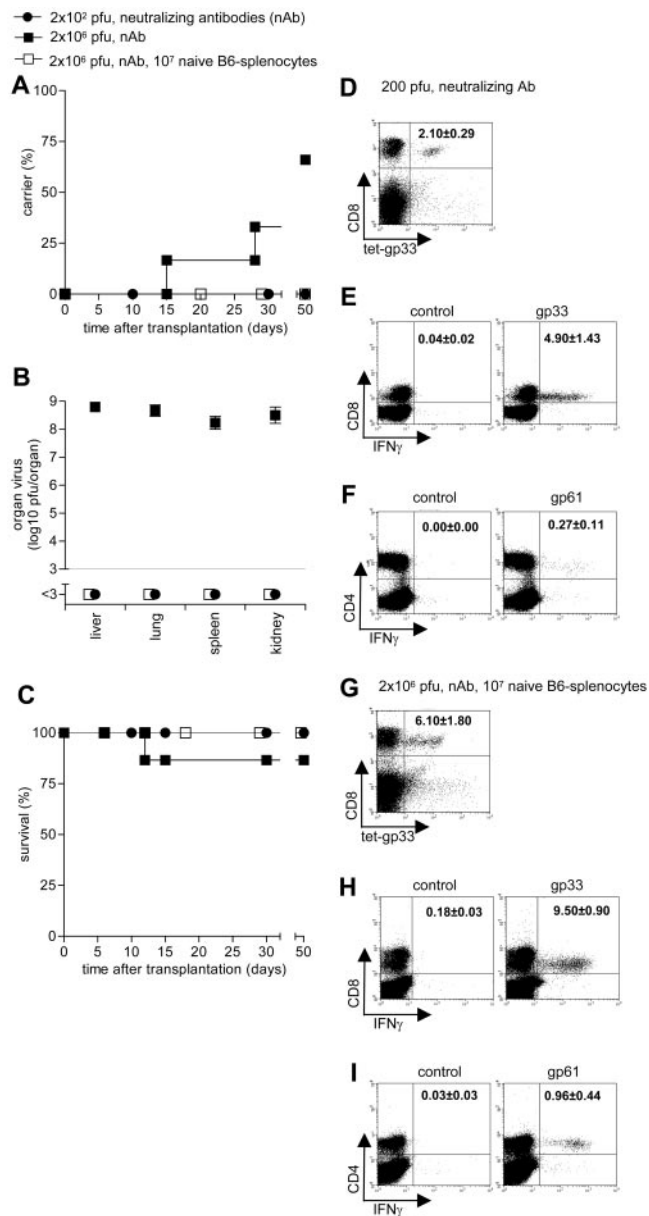 2x10² pfu, neutralizing antibodies (nAb)
2x10⁶ pfu, nAb
2x10⁶ pfu, nAb, 10⁷ naive B6-splenocytes
A
100
75
50
25
0
carrier (%)
0 5 10 15 20 25 30 50
time after transplantation (days)
B
9
8
7
6
5
4
3
<3
organ virus
(log10 pfu/organ)
liver
lung
spleen
kidney
C
100
75
50
25
0
survival (%)
0 5 10 15 20 25 30 50
time after transplantation (days)
D 200 pfu, neutralizing Ab
2.10±0.29
CD8
tet-gp33
E
control gp33
0.04±0.02 4.90±1.43
CD8
IFNγ
F
control gp61
0.00±0.00 0.27±0.11
CD4
IFNγ
G 2x10⁶ pfu, nAb, 10⁷ naive B6-splenocytes
6.10±1.80
CD8
tet-gp33
H
control gp33
0.18±0.03 9.50±0.90
CD8
IFNγ
I
control gp61
0.03±0.03 0.96±0.44
CD4
IFNγ